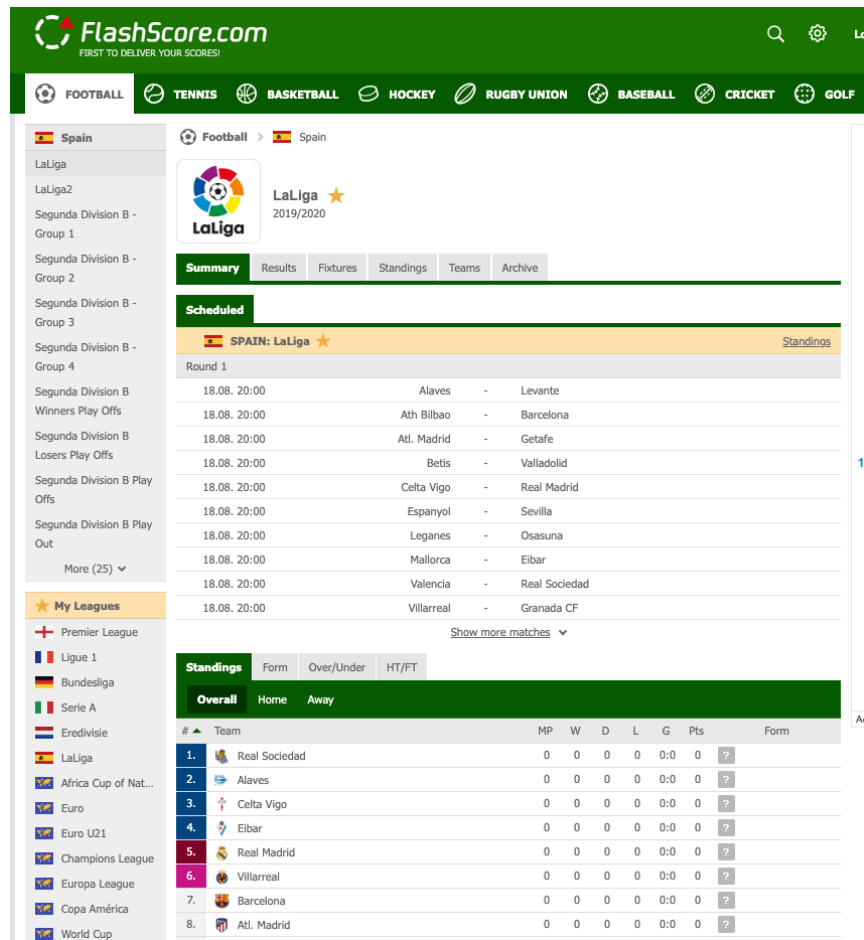 FlashScore.com
FIRST TO DELIVER YOUR SCORES!
FOOTBALL TENNIS BASKETBALL HOCKEY RUGBY UNION BASEBALL CRICKET GOLF
Spain
LaLiga
LaLiga2
Segunda Division B -
Group 1
Segunda Division B -
Group 2
Segunda Division B -
Group 3
Segunda Division B -
Group 4
Segunda Division B
Winners Play Offs
Segunda Division B
Losers Play Offs
Segunda Division B Play
Offs
Segunda Division B Play
Out
More (25)
My Leagues
Premier League
Ligue 1
Bundesliga
Serie A
Eredivisie
LaLiga
Africa Cup of Nat...
Euro
Euro U21
Champions League
Europa League
Copa América
World Cup
Football > Spain
LaLiga
LaLiga
2019/2020
Summary Results Fixtures Standings Teams Archive
Scheduled
SPAIN: LaLiga Standings
Round 1
18.08. 20:00 Alaves - Levante
18.08. 20:00 Ath Bilbao - Barcelona
18.08. 20:00 Atl. Madrid - Getafe
18.08. 20:00 Betis - Valladolid
18.08. 20:00 Celta Vigo - Real Madrid
18.08. 20:00 Espanyol - Sevilla
18.08. 20:00 Leganes - Osasuna
18.08. 20:00 Mallorca - Eibar
18.08. 20:00 Valencia - Real Sociedad
18.08. 20:00 Villarreal - Granada CF
Show more matches
Standings Form Over/Under HT/FT
Overall Home Away
# Team MP W D L G Pts Form
1. Real Sociedad 0 0 0 0 0:0 0 ?
2. Alaves 0 0 0 0 0:0 0 ?
3. Celta Vigo 0 0 0 0 0:0 0 ?
4. Eibar 0 0 0 0 0:0 0 ?
5. Real Madrid 0 0 0 0 0:0 0 ?
6. Villarreal 0 0 0 0 0:0 0 ?
7. Barcelona 0 0 0 0 0:0 0 ?
8. Atl. Madrid 0 0 0 0 0:0 0 ?